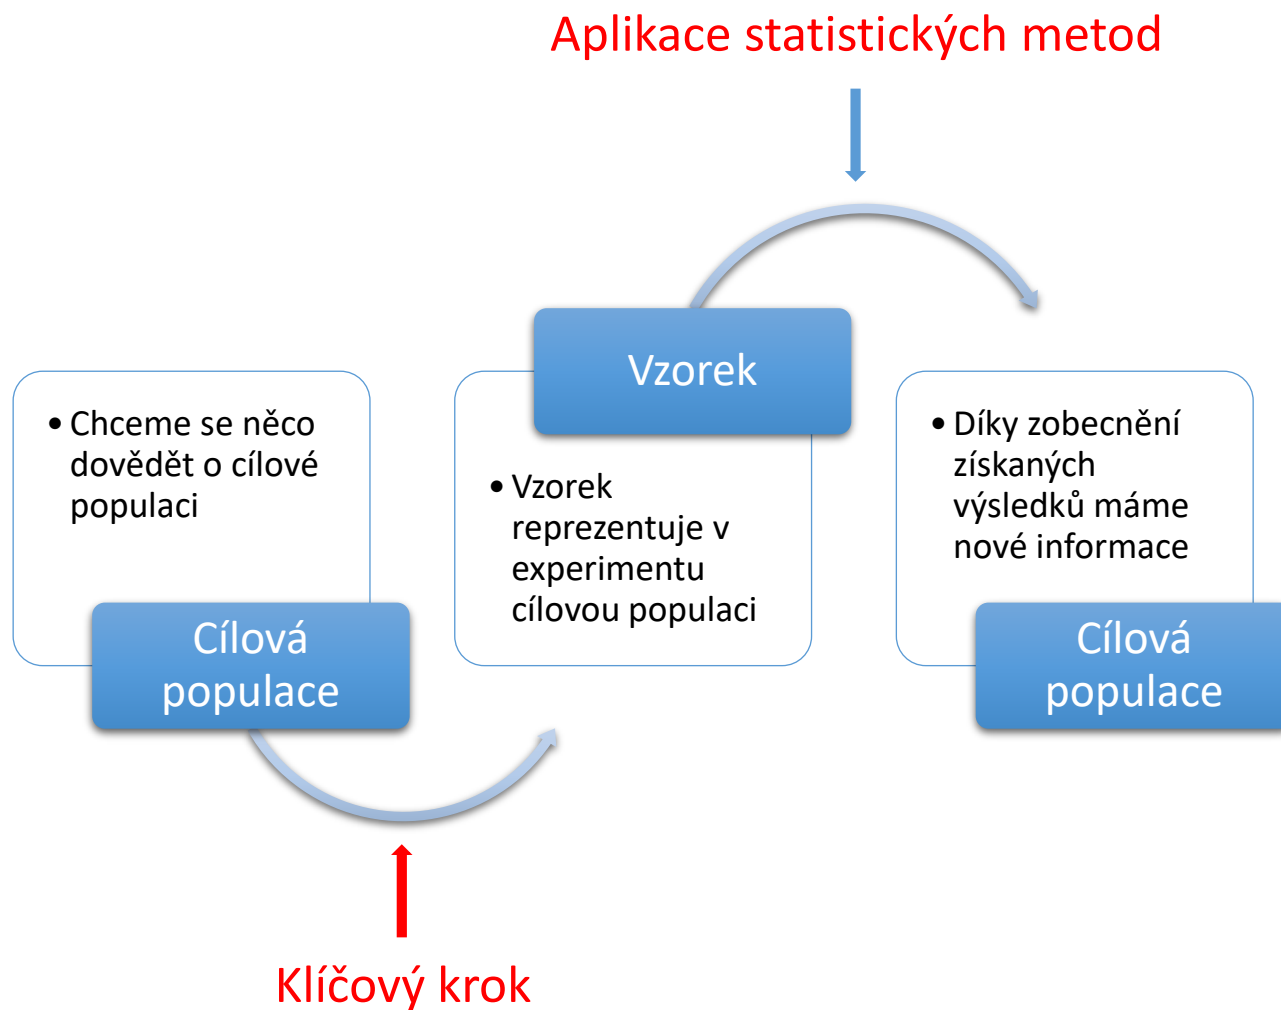 Aplikace statistických metod
• Chceme se něco
dovědět o cílové
populaci
Cílová
populace
Vzorek
• Vzorek
reprezentuje v
experimentu
cílovou populaci
• Díky zobecnění
získaných
výsledků máme
nové informace
Cílová
populace
Klíčový krok